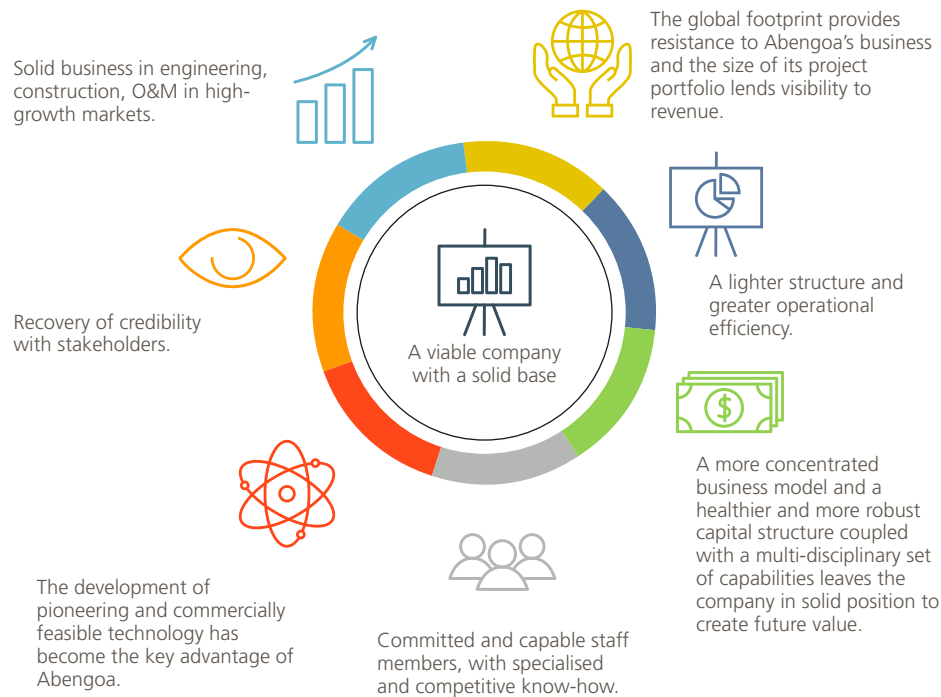 Solid business in engineering,
construction, O&M in high-
growth markets.
The global footprint provides
resistance to Abengoa's business
and the size of its project
portfolio lends visibility to
revenue.
A lighter structure and
greater operational
efficiency.
Recovery of credibility
with stakeholders.
A viable company
with a solid base
$
A more concentrated
business model and a
healthier and more robust
capital structure coupled
with a multi-disciplinary set
of capabilities leaves the
company in solid position to
create future value.
The development of
pioneering and commercially
feasible technology has
become the key advantage of
Abengoa.
Committed and capable staff
members, with specialised
and competitive know-how.